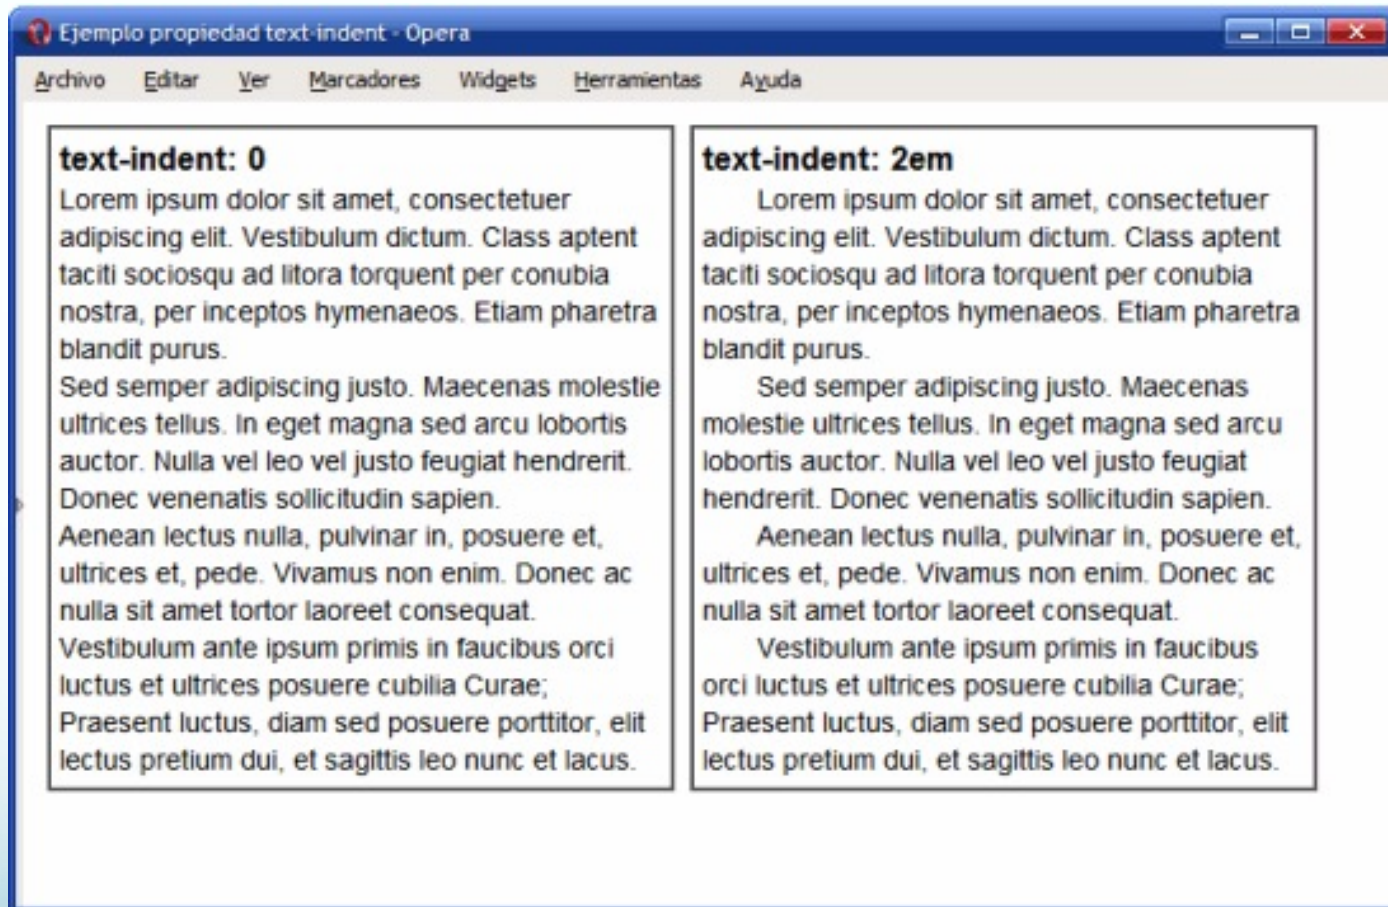 Ejemplo propiedad text-indent - Opera
Archivo Editar Ver Marcadores Widgets Herramientas Ayuda
text-indent: 0
Lorem ipsum dolor sit amet, consectetuer
adipiscing elit. Vestibulum dictum. Class aptent
taciti sociosqu ad litora torquent per conubia
nostra, per inceptos hymenaeos. Etiam pharetra
blandit purus.
Sed semper adipiscing justo. Maecenas molestie
ultrices tellus. In eget magna sed arcu lobortis
auctor. Nulla vel leo vel justo feugiat hendrerit.
Donec venenatis sollicitudin sapien.
Aenean lectus nulla, pulvinar in, posuere et,
ultrices et, pede. Vivamus non enim. Donec ac
nulla sit amet tortor laoreet consequat.
Vestibulum ante ipsum primis in faucibus orci
luctus et ultrices posuere cubilia Curae;
Praesent luctus, diam sed posuere porttitor, elit
lectus pretium dui, et sagittis leo nunc et lacus.
text-indent: 2em
Lorem ipsum dolor sit amet, consectetuer
adipiscing elit. Vestibulum dictum. Class aptent
taciti sociosqu ad litora torquent per conubia
nostra, per inceptos hymenaeos. Etiam pharetra
blandit purus.
Sed semper adipiscing justo. Maecenas
molestie ultrices tellus. In eget magna sed arcu
lobortis auctor. Nulla vel leo vel justo feugiat
hendrerit. Donec venenatis sollicitudin sapien.
Aenean lectus nulla, pulvinar in, posuere et,
ultrices et, pede. Vivamus non enim. Donec ac
nulla sit amet tortor laoreet consequat.
Vestibulum ante ipsum primis in faucibus
orci luctus et ultrices posuere cubilia Curae;
Praesent luctus, diam sed posuere porttitor, elit
lectus pretium dui, et sagittis leo nunc et lacus.